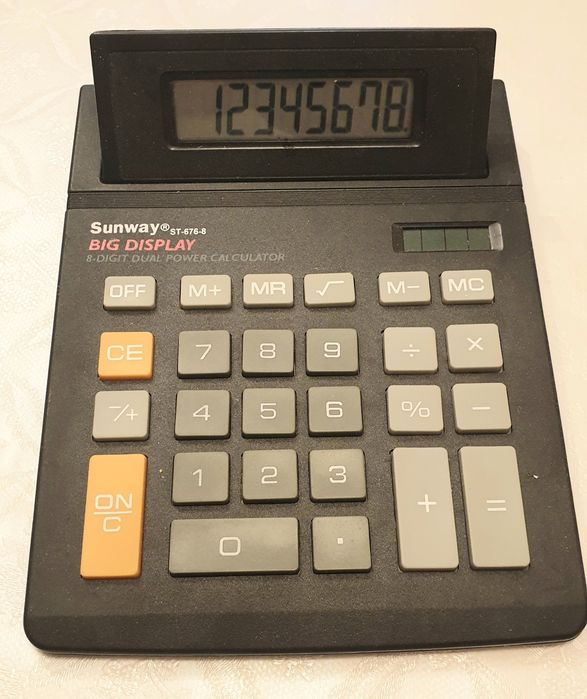 12345678.
Sunway® ST-676-8
BIG DISPLAY
8-DIGIT DUAL POWER CALCULATOR
OFF M+ MR √ M− MC
CE 7 8 9 ÷ ×
7/+ 4 5 6 % −
ON/C 1 2 3 + =
0 .